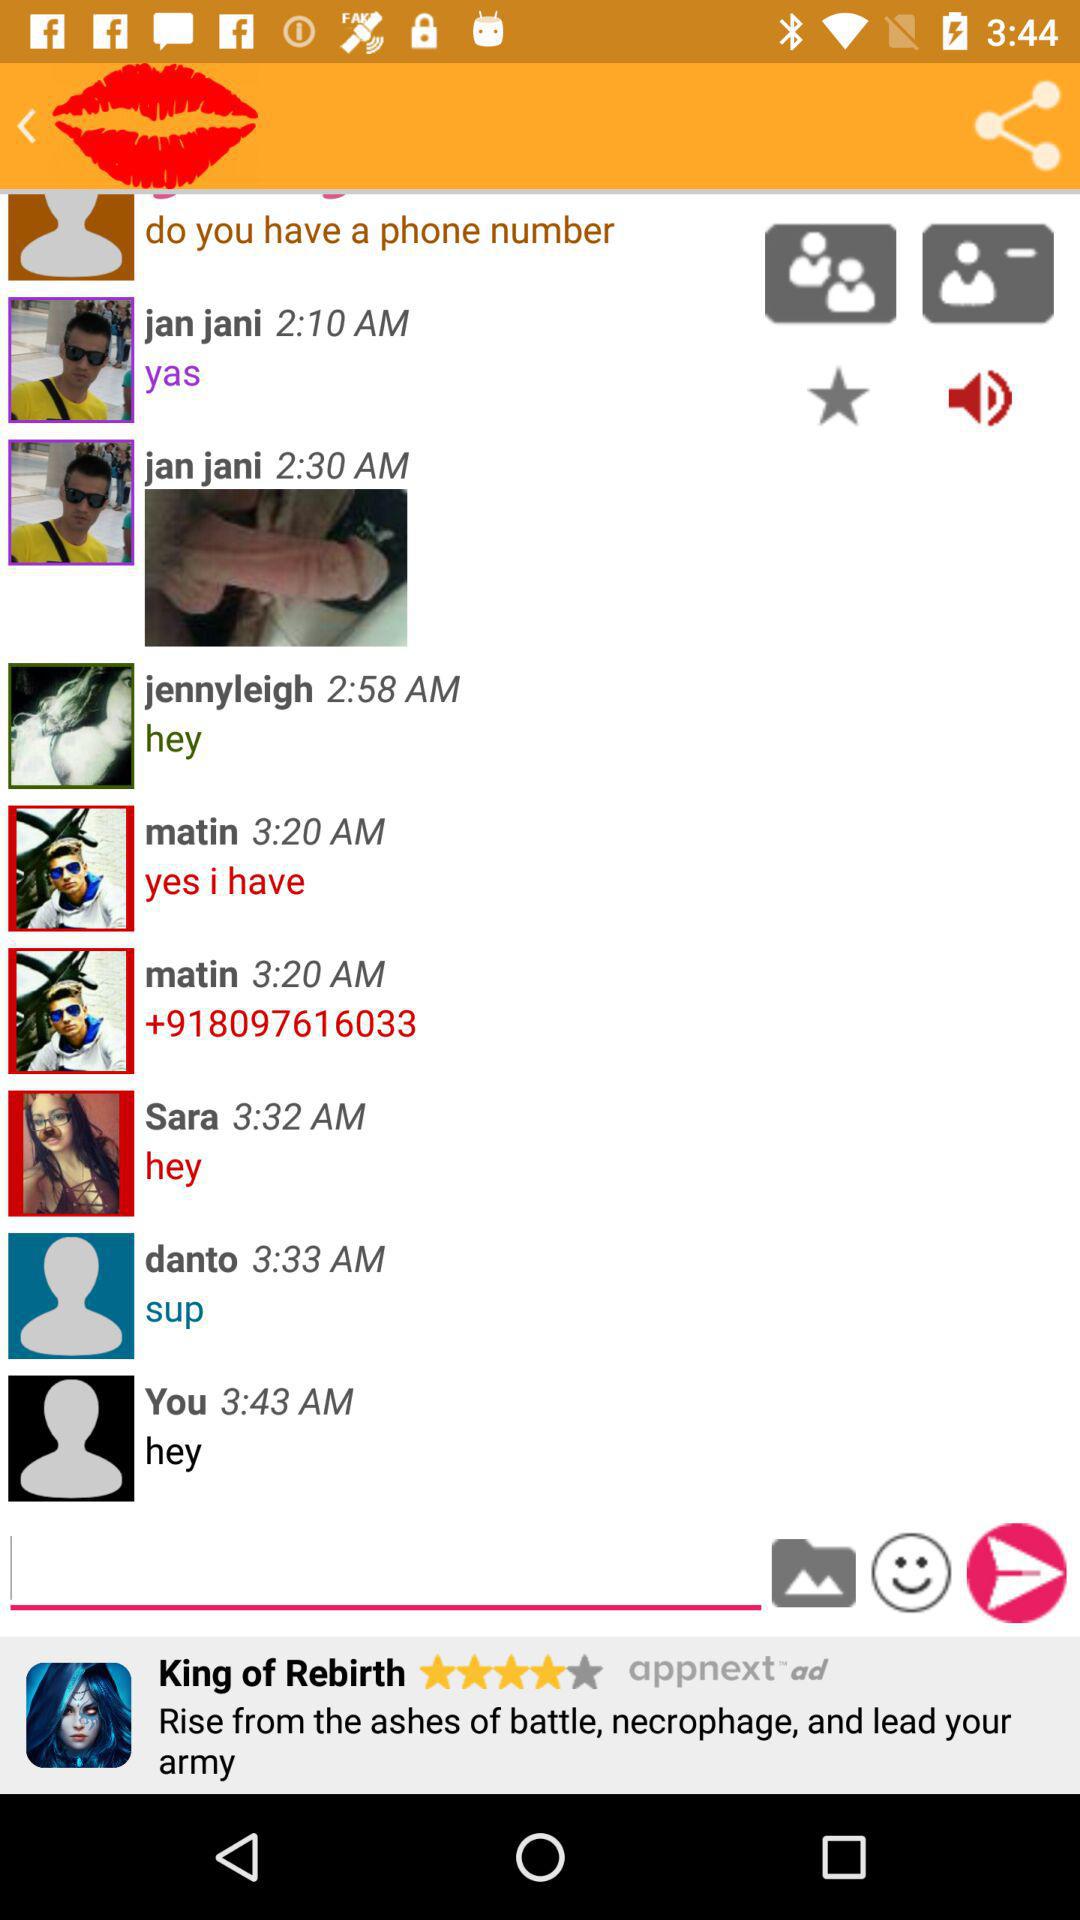 FAKE
3:44
do you have a phone number
jan jani 2:10 AM
yas
jan jani 2:30 AM
jennyleigh 2:58 AM
hey
matin 3:20 AM
yes i have
matin 3:20 AM
+918097616033
Sara 3:32 AM
hey
danto 3:33 AM
sup
You 3:43 AM
hey
King of Rebirth appnext™ ad
Rise from the ashes of battle, necrophage, and lead your
army